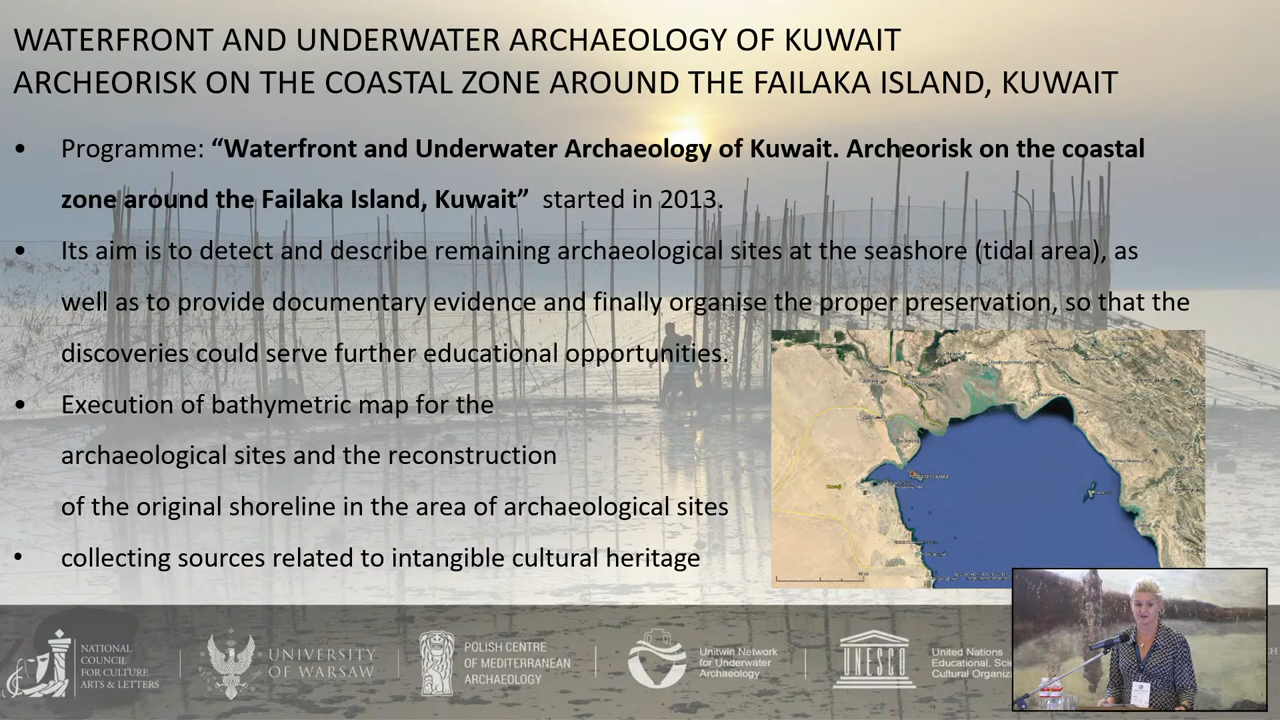 WATERFRONT AND UNDERWATER ARCHAEOLOGY OF KUWAIT
ARCHEORISK ON THE COASTAL ZONE AROUND THE FAILAKA ISLAND, KUWAIT
• Programme: “Waterfront and Underwater Archaeology of Kuwait. Archeorisk on the coastal
zone around the Failaka Island, Kuwait” started in 2013.
• Its aim is to detect and describe remaining archaeological sites at the seashore (tidal area), as
well as to provide documentary evidence and finally organise the proper preservation, so that the
discoveries could serve further educational opportunities.
• Execution of bathymetric map for the
archaeological sites and the reconstruction
of the original shoreline in the area of archaeological sites
• collecting sources related to intangible cultural heritage
NATIONAL
COUNCIL
FOR CULTURE
ARTS & LETTERS
UNIVERSITY
OF WARSAW
POLISH CENTRE
OF MEDITERRANEAN
ARCHAEOLOGY
Unitwin Network
for Underwater
Archaeology
UNESCO
United Nations
Educational, Scie
Cultural Organiz